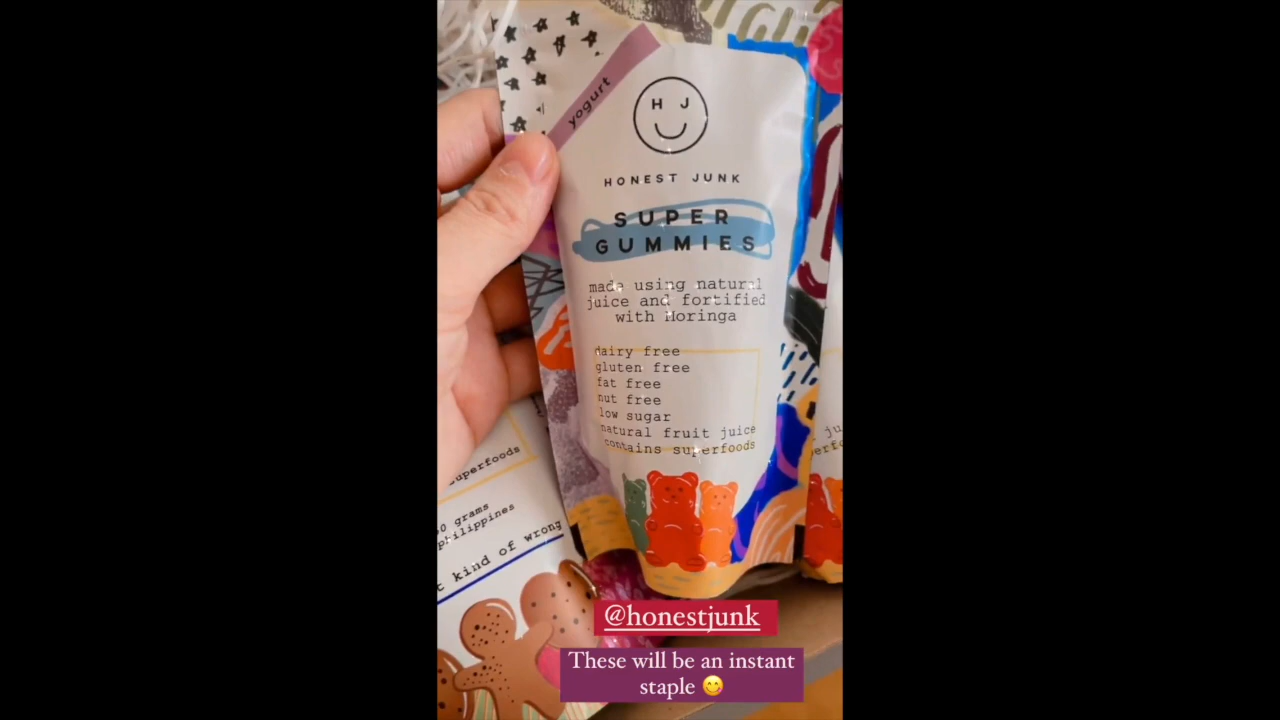 yogurt
H J
HONEST JUNK
SUPER
GUMMIES
made using natural
juice and fortified
with Moringa
dairy free
gluten free
fat free
nut free
low sugar
natural fruit juice
contains superfoods
superfoods
grams
philippines
kind of wrong
@honestjunk
These will be an instant
staple 😋